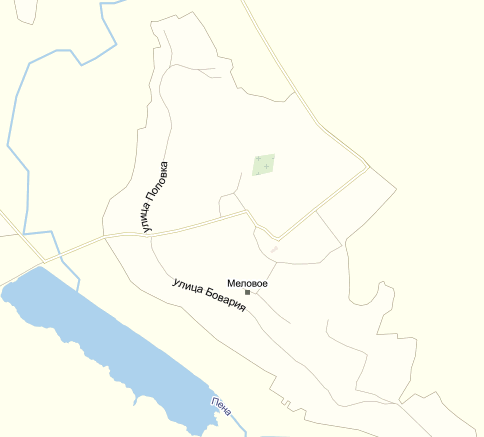 улица Половка
Меловое
улица Бовария
Пена